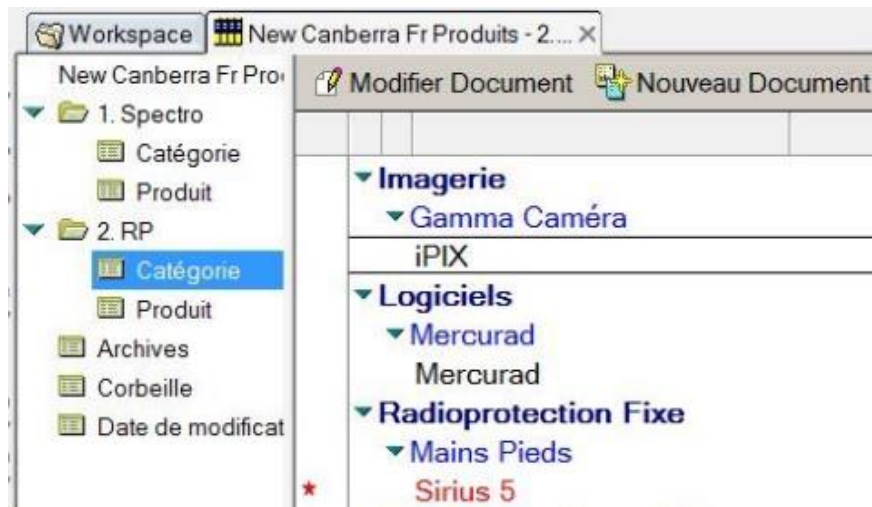 Workspace
New Canberra Fr Produits - 2....
New Canberra Fr Pro
1. Spectro
Catégorie
Produit
2. RP
Catégorie
Produit
Archives
Corbeille
Date de modificat
Modifier Document
Nouveau Document
Imagerie
Gamma Caméra
iPIX
Logiciels
Mercurad
Mercurad
Radioprotection Fixe
Mains Pieds
Sirius 5